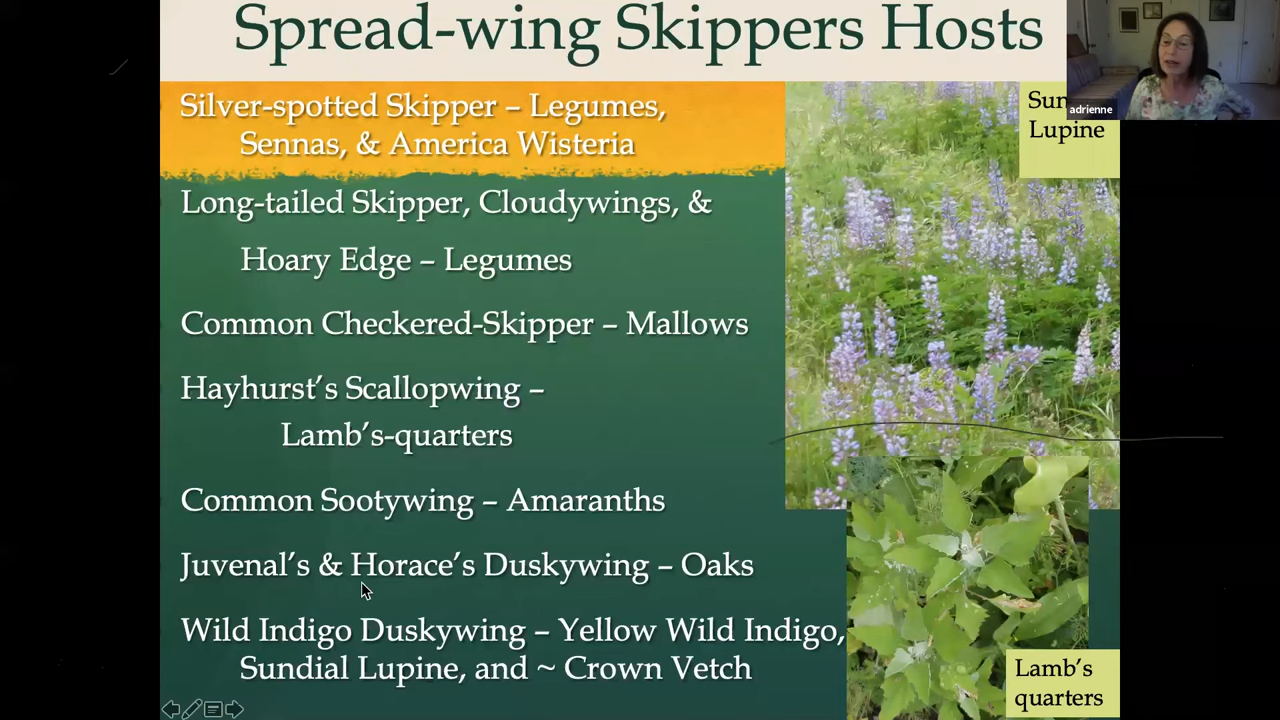 Spread-wing Skippers Hosts
Silver-spotted Skipper – Legumes,
Sennas, & America Wisteria
Long-tailed Skipper, Cloudywings, &
Hoary Edge – Legumes
Common Checkered-Skipper – Mallows
Hayhurst’s Scallopwing –
Lamb’s-quarters
Common Sootywing – Amaranths
Juvenal’s & Horace’s Duskywing – Oaks
Wild Indigo Duskywing – Yellow Wild Indigo,
Sundial Lupine, and ~ Crown Vetch
Lupine
adrienne
Lamb’s
quarters